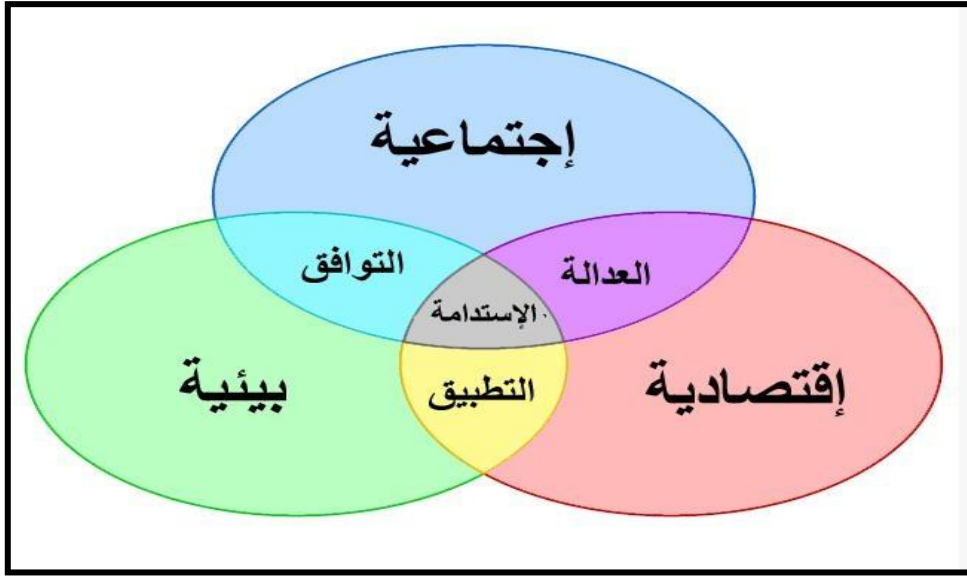 إجتماعية
التوافق
العدالة
الإستدامة
بيئية
التطبيق
إقتصادية